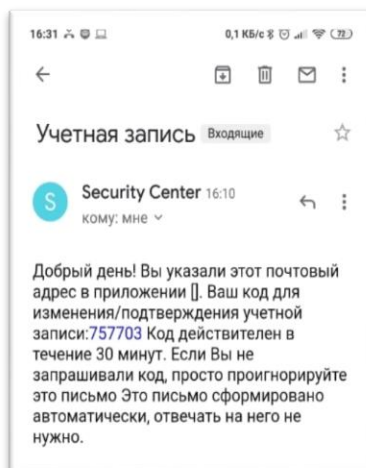 16:31
0,1 КБ/с 72
Учетная запись Входящие
S Security Center 16:10
кому: мне
Добрый день! Вы указали этот почтовый
адрес в приложении []. Ваш код для
изменения/подтверждения учетной
записи:757703 Код действителен в
течение 30 минут. Если Вы не
запрашивали код, просто проигнорируйте
это письмо Это письмо сформировано
автоматически, отвечать на него не
нужно.